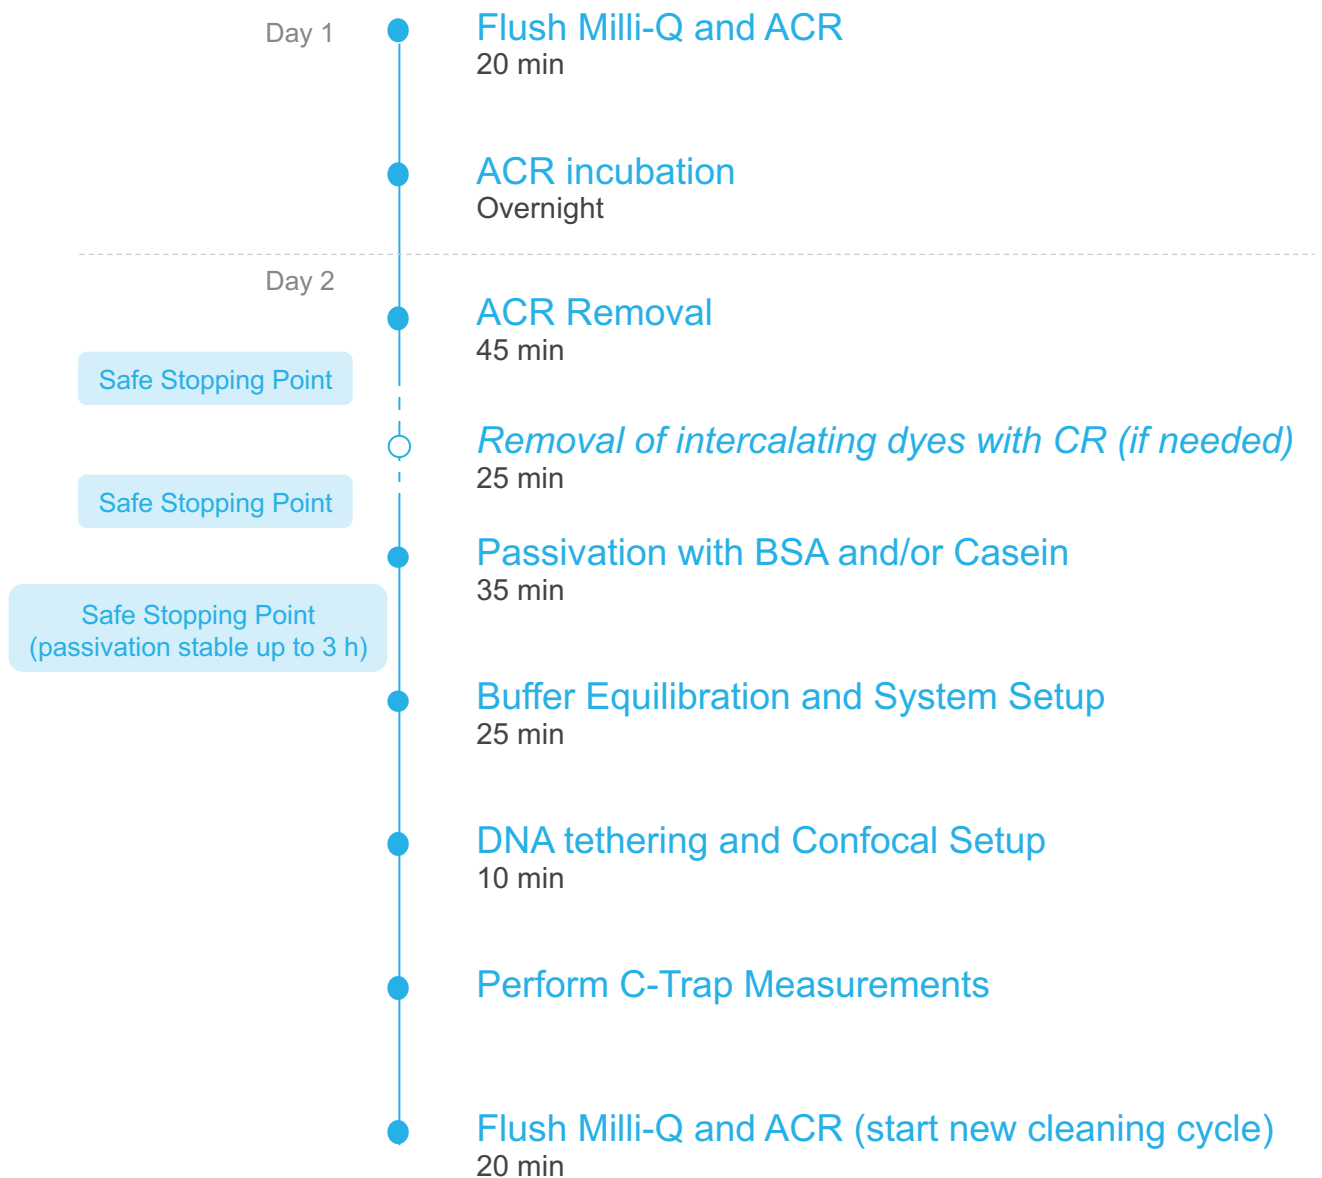 Day 1
Flush Milli-Q and ACR
20 min
ACR incubation
Overnight
Day 2
ACR Removal
45 min
Safe Stopping Point
Removal of intercalating dyes with CR (if needed)
25 min
Safe Stopping Point
Passivation with BSA and/or Casein
35 min
Safe Stopping Point
(passivation stable up to 3 h)
Buffer Equilibration and System Setup
25 min
DNA tethering and Confocal Setup
10 min
Perform C-Trap Measurements
Flush Milli-Q and ACR (start new cleaning cycle)
20 min